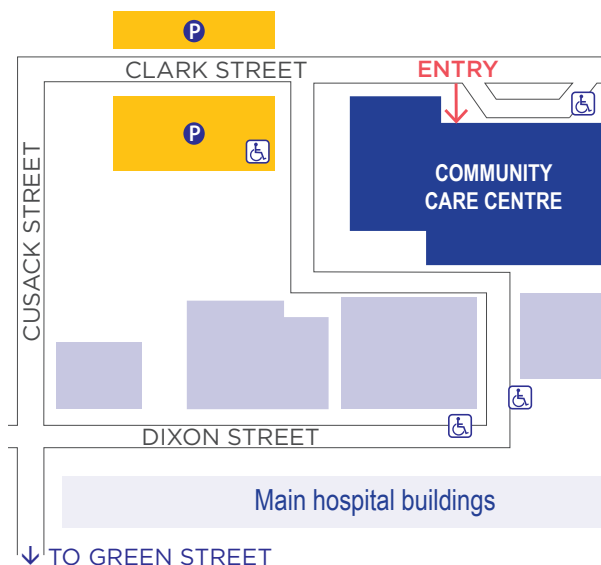 P
CLARK STREET
ENTRY
P
COMMUNITY
CARE CENTRE
CUSACK STREET
DIXON STREET
Main hospital buildings
TO GREEN STREET